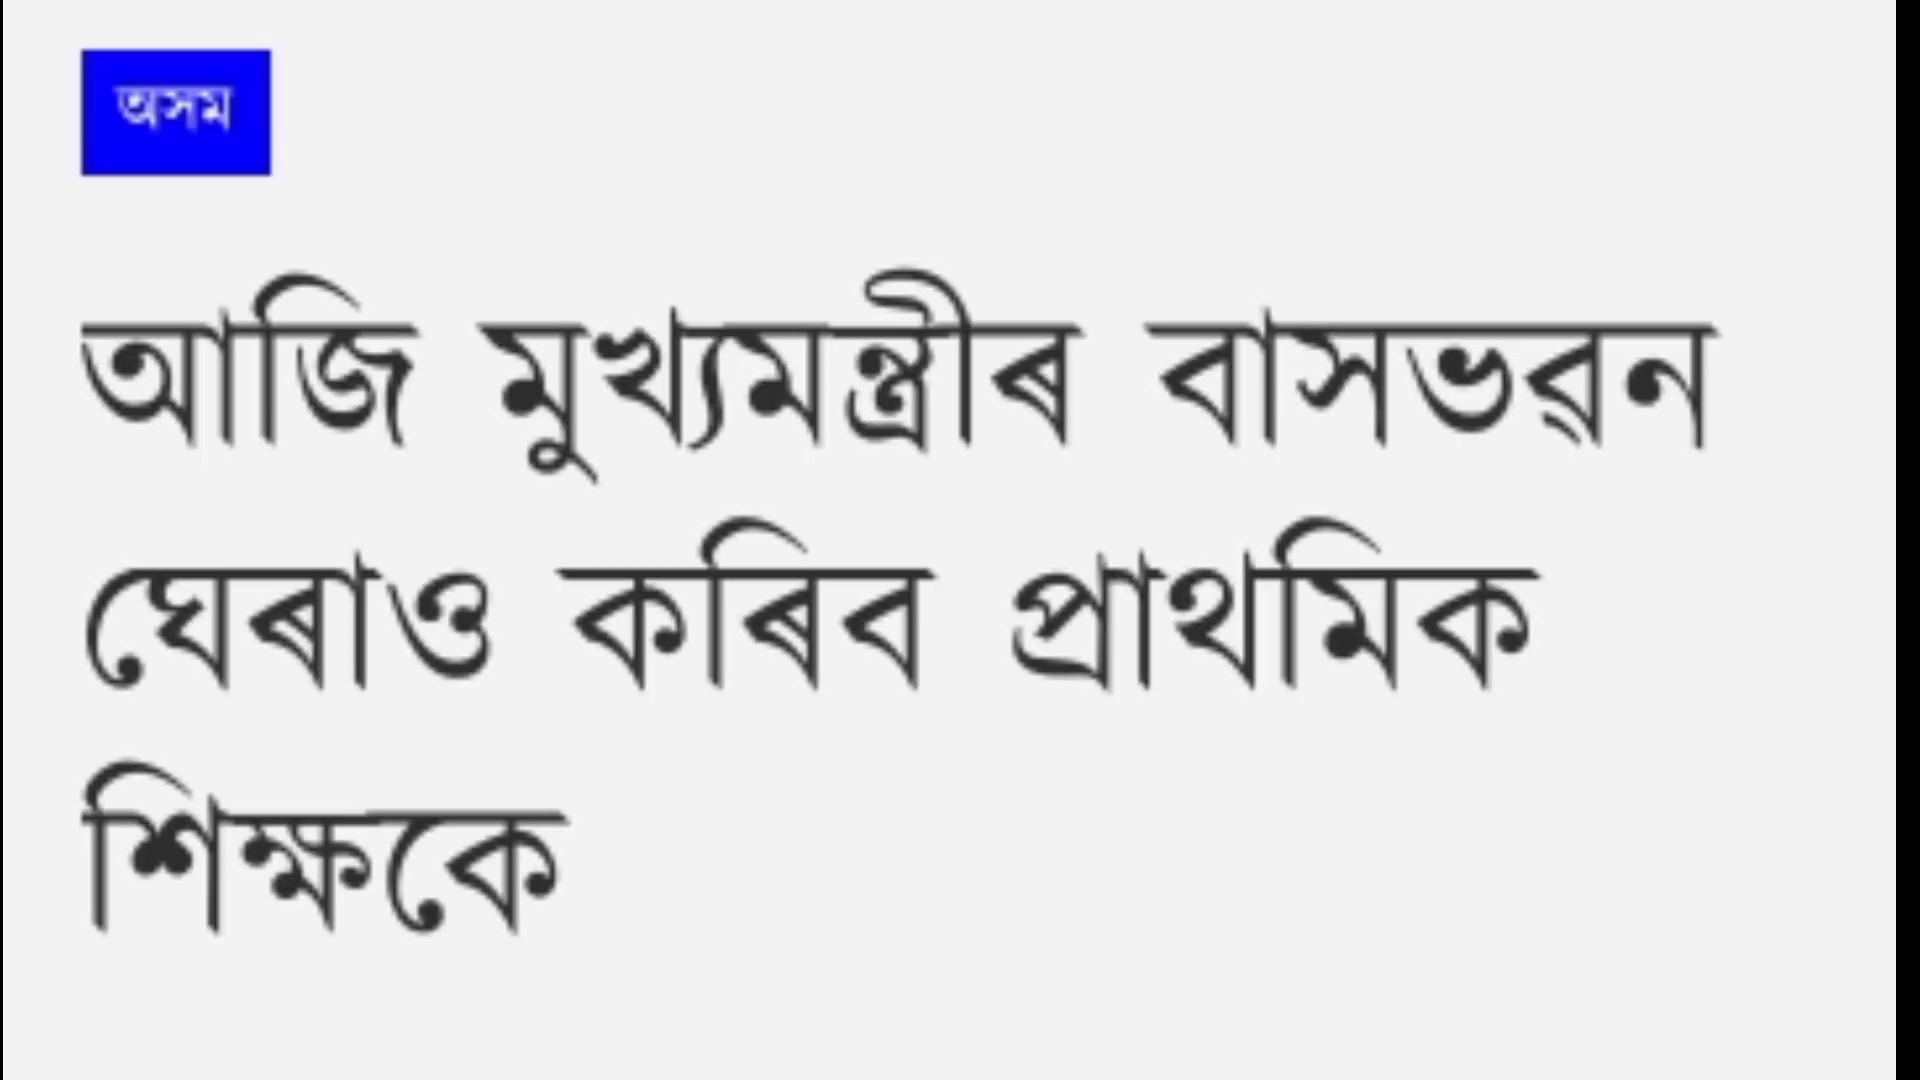 অসম
আজি মুখ্যমন্ত্ৰীৰ বাসভৱন
ঘেৰাও কৰিব প্ৰাথমিক
শিক্ষকে